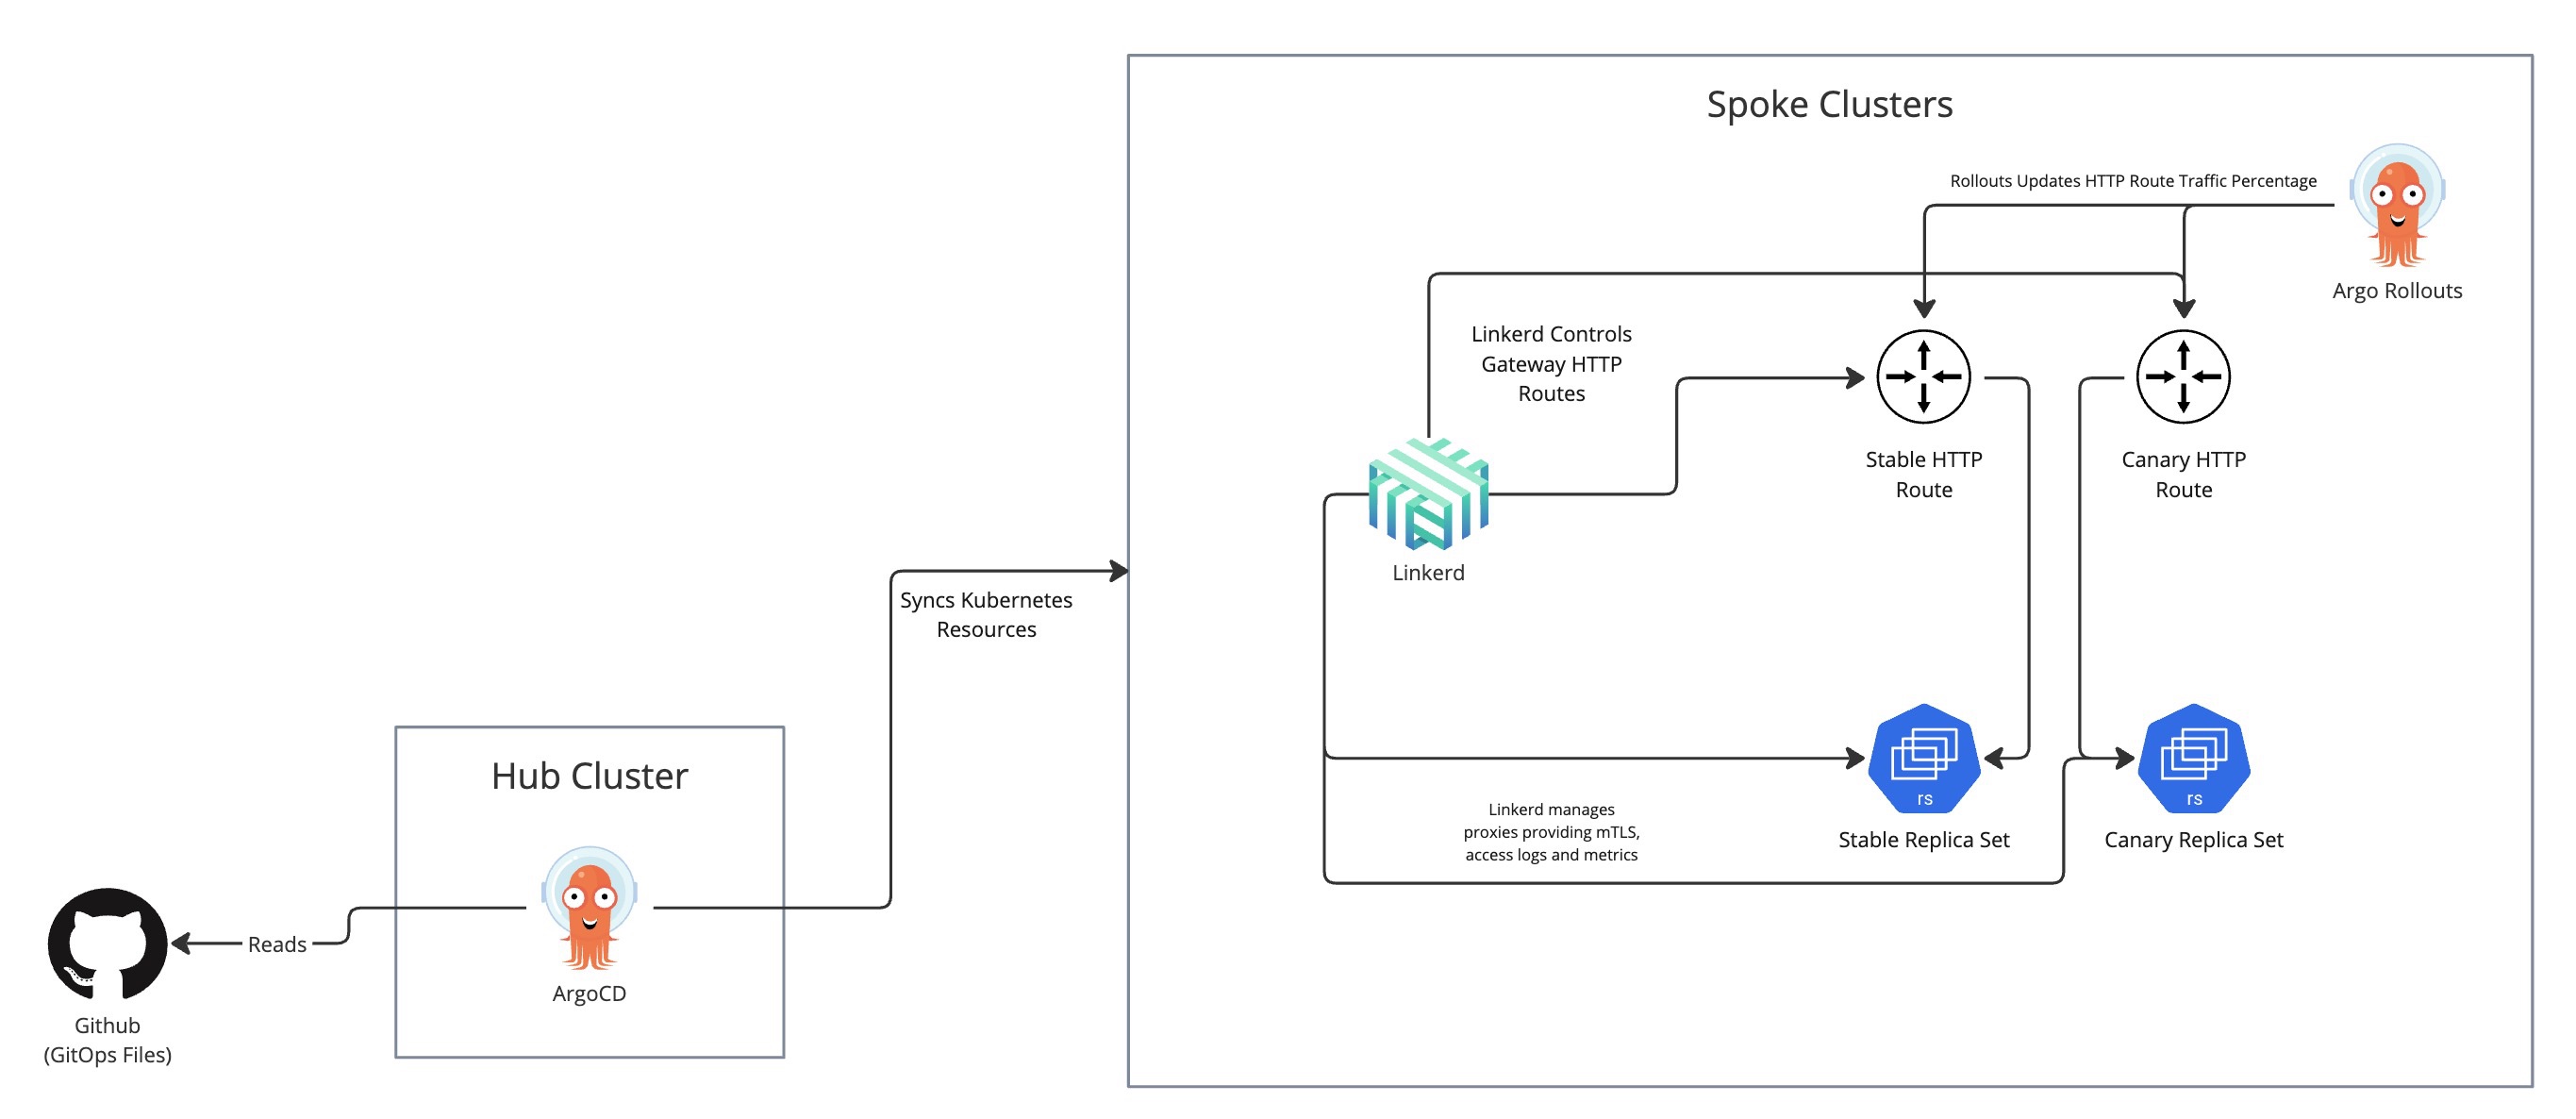 Spoke Clusters
Rollouts Updates HTTP Route Traffic Percentage
Argo Rollouts
Linkerd Controls
Gateway HTTP
Routes
Stable HTTP
Route
Canary HTTP
Route
Linkerd
Syncs Kubernetes
Resources
Hub Cluster
rs
rs
Linkerd manages
proxies providing mTLS,
access logs and metrics
Stable Replica Set
Canary Replica Set
Reads
ArgoCD
Github
(GitOps Files)